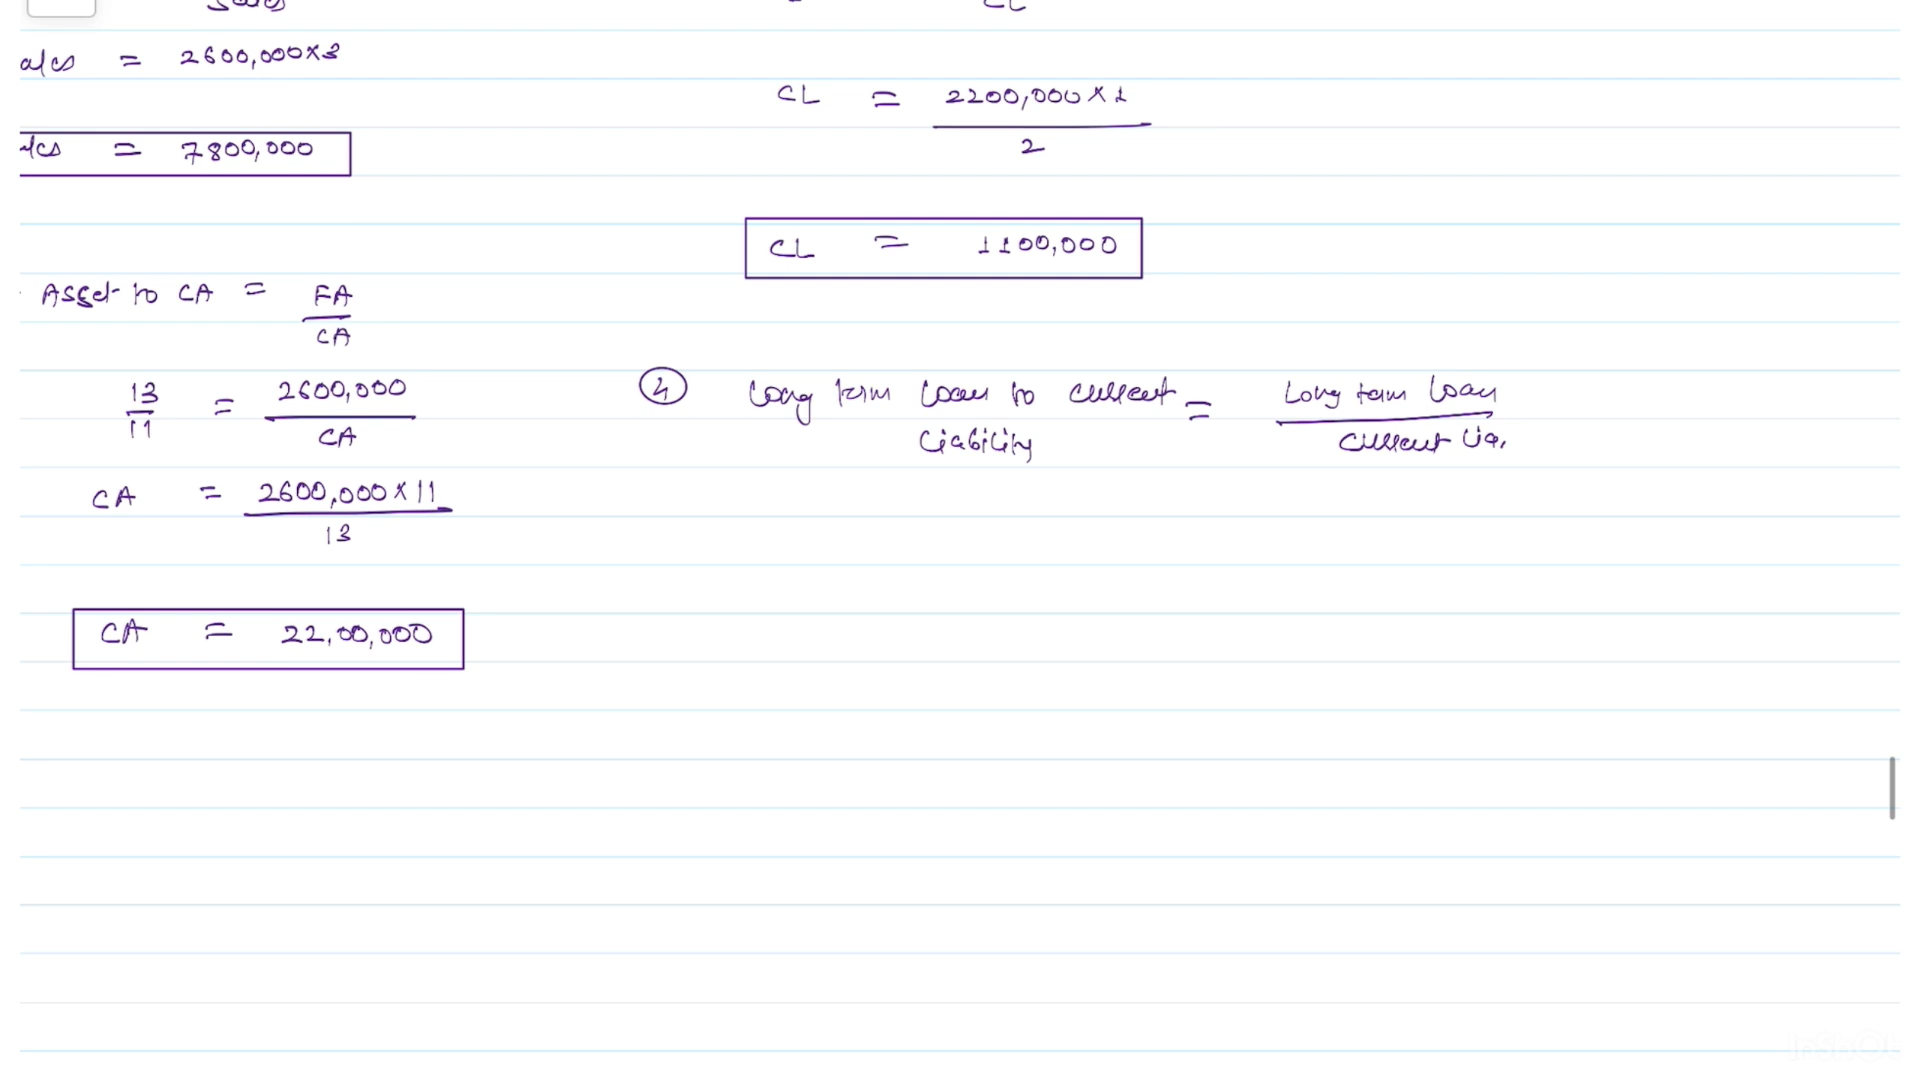 = 2600,000×3
= 7800,000
Asset to CA = FA
CA
13 = 2600,000
11 CA
CA = 2600,000×11
13
CA = 22,00,000
CL
CL = 2200,000×1
2
CL = 1100,000
4 Long term loan to current = Long term loan
Liability Current Lia.